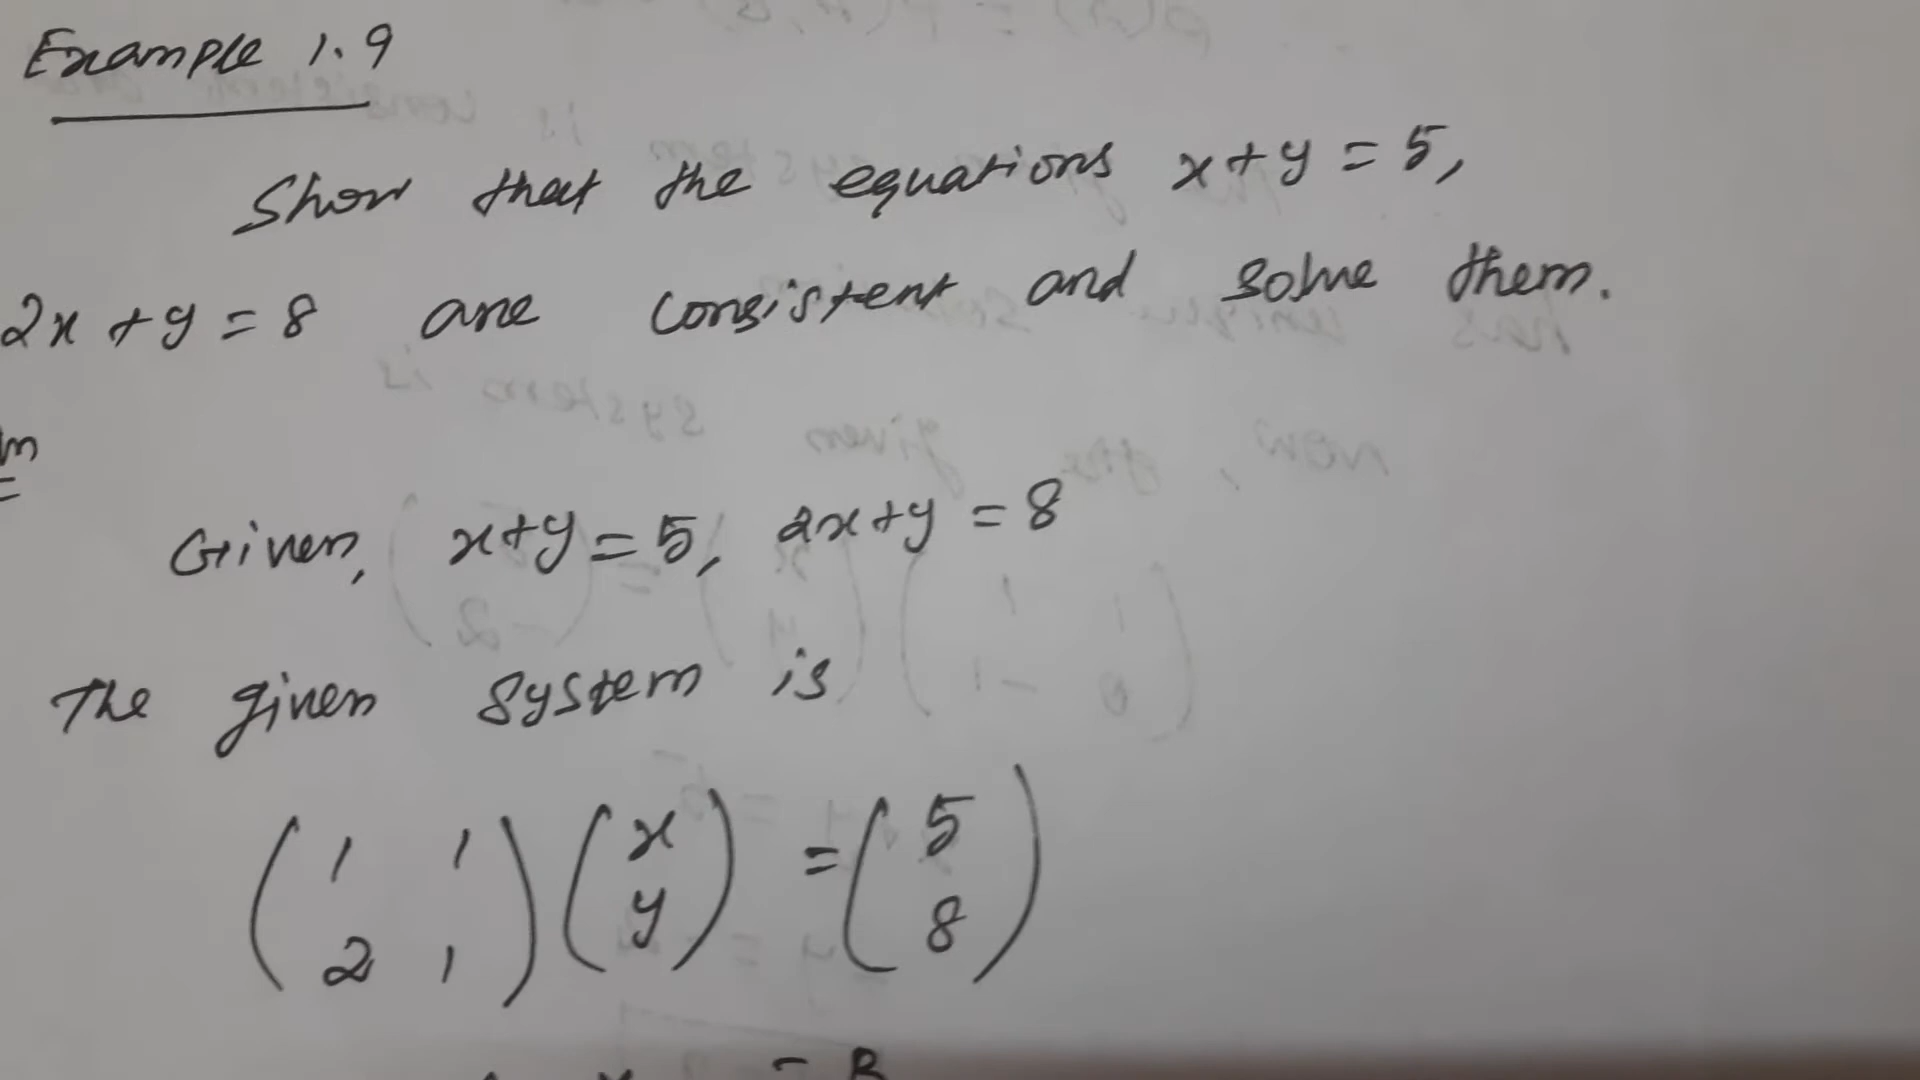 Example 1.9
Show that the equations x+y=5,
2x+y=8 are consistent and solve them.
Given, x+y=5, 2x+y=8
The given system is
(1 1) (x) = (5)
(2 1) (y) (8)
= B